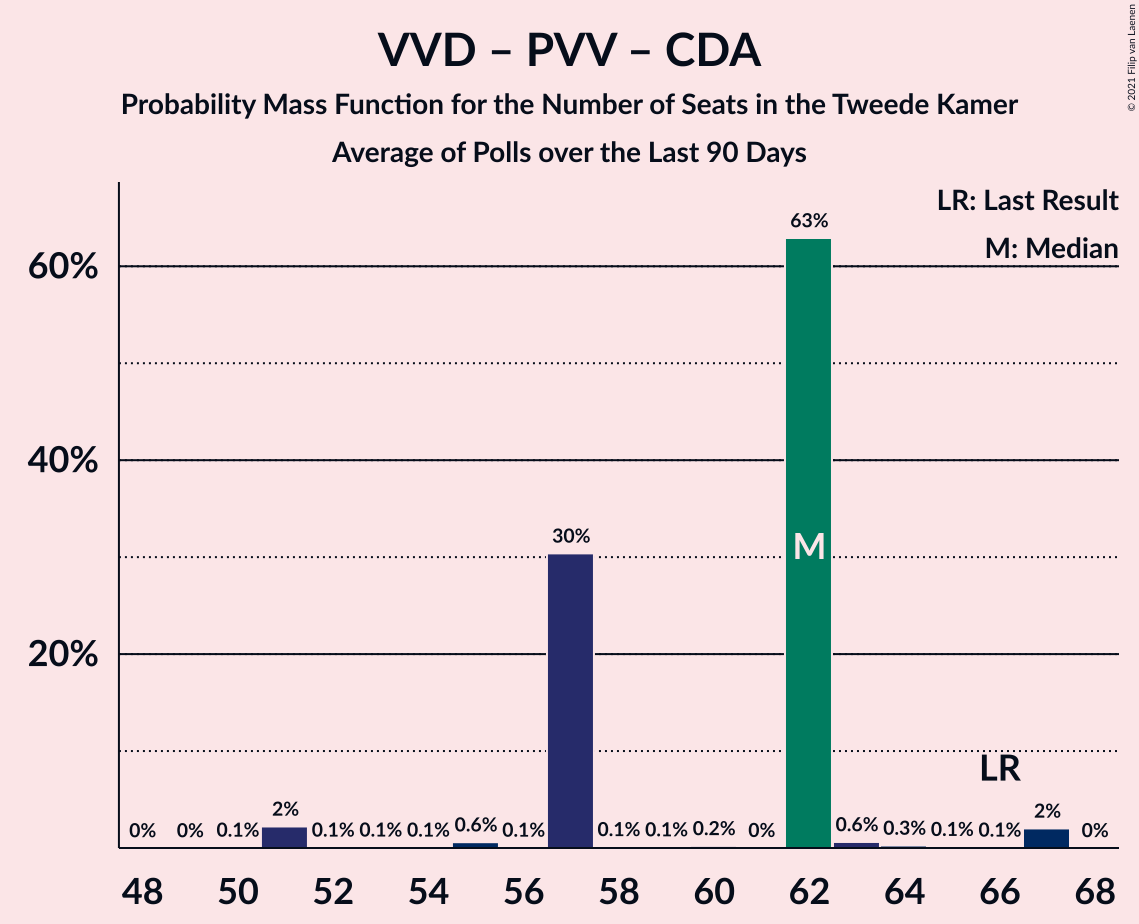 VVD – PVV – CDA
Probability Mass Function for the Number of Seats in the Tweede Kamer
Average of Polls over the Last 90 Days
© 2021 Filip van Laenen
LR: Last Result
M: Median
60%
40%
20%
0% 0% 0.1% 2% 0.1% 0.1% 0.1% 0.6% 0.1% 30% 0.1% 0.1% 0.2% 0% 63% 0.6% 0.3% 0.1% 0.1% 2% 0%
M
LR
48 50 52 54 56 58 60 62 64 66 68